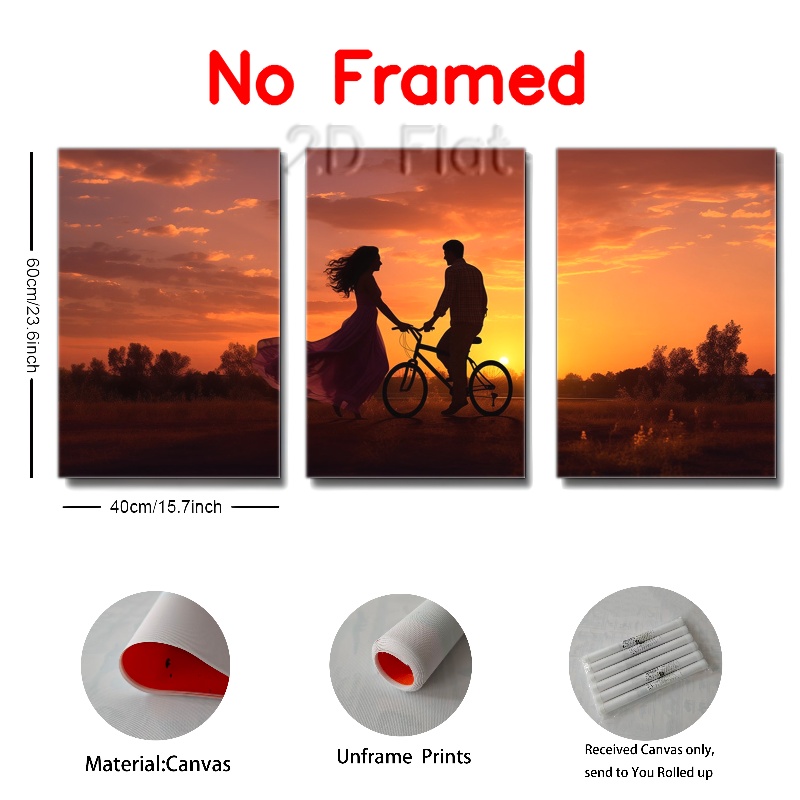 No Framed
2D Flat
60cm/23.6inch
40cm/15.7inch
Material:Canvas
Unframe Prints
Received Canvas only,
send to You Rolled up